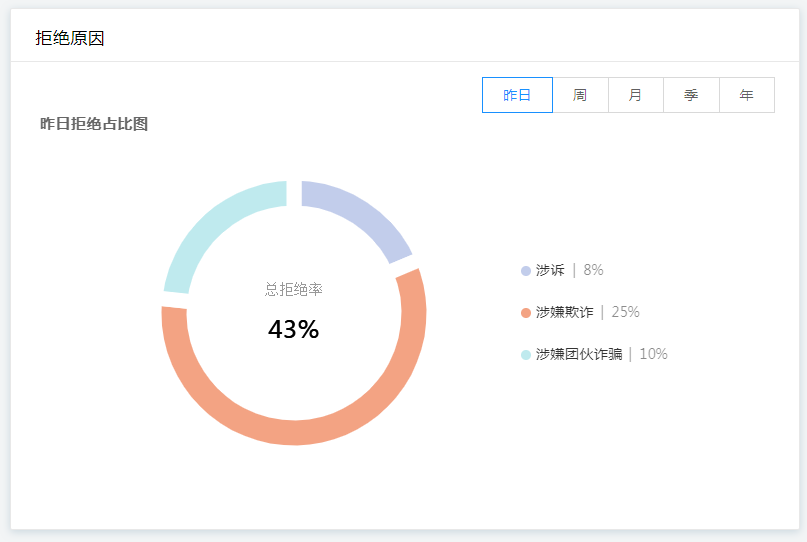 拒绝原因
昨日 周 月 季 年
昨日拒绝占比图
总拒绝率
43%
涉诉 | 8%
涉嫌欺诈 | 25%
涉嫌团伙诈骗 | 10%